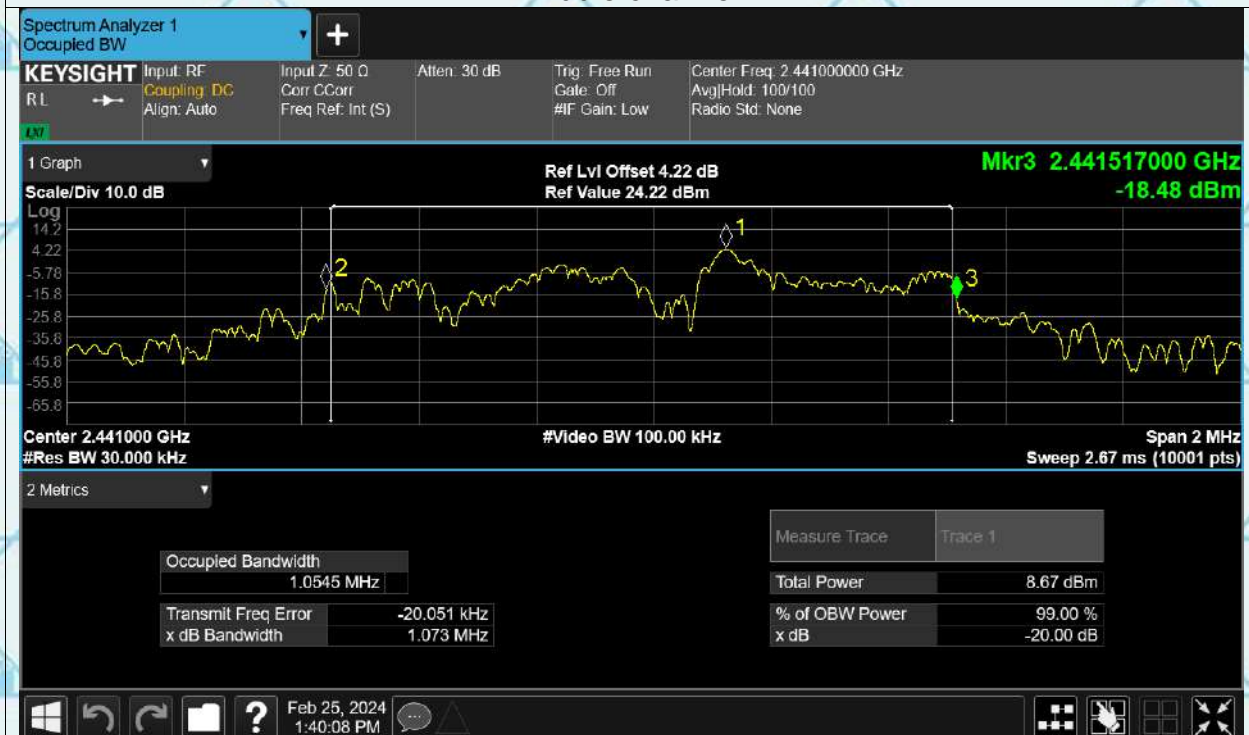 Spectrum Analyzer 1
Occupied BW
+
KEYSIGHT
RL
LXI
Input: RF
Coupling: DC
Align: Auto
Input Z: 50 Ω
Corr CCorr
Freq Ref: Int (S)
Atten: 30 dB
Trig: Free Run
Gate: Off
#IF Gain: Low
Center Freq: 2.441000000 GHz
Avg|Hold: 100/100
Radio Std: None
1 Graph
Scale/Div 10.0 dB
Ref Lvl Offset 4.22 dB
Ref Value 24.22 dBm
Mkr3 2.441517000 GHz
-18.48 dBm
Log
14.2
4.22
-5.78
-15.8
-25.8
-35.8
-45.8
-55.8
-65.8
1
2
3
Center 2.441000 GHz
#Video BW 100.00 kHz
Span 2 MHz
#Res BW 30.000 kHz
Sweep 2.67 ms (10001 pts)
2 Metrics
Occupied Bandwidth
1.0545 MHz
Transmit Freq Error -20.051 kHz
x dB Bandwidth 1.073 MHz
Measure Trace Trace 1
Total Power 8.67 dBm
% of OBW Power 99.00 %
x dB -20.00 dB
?
Feb 25, 2024
1:40:08 PM